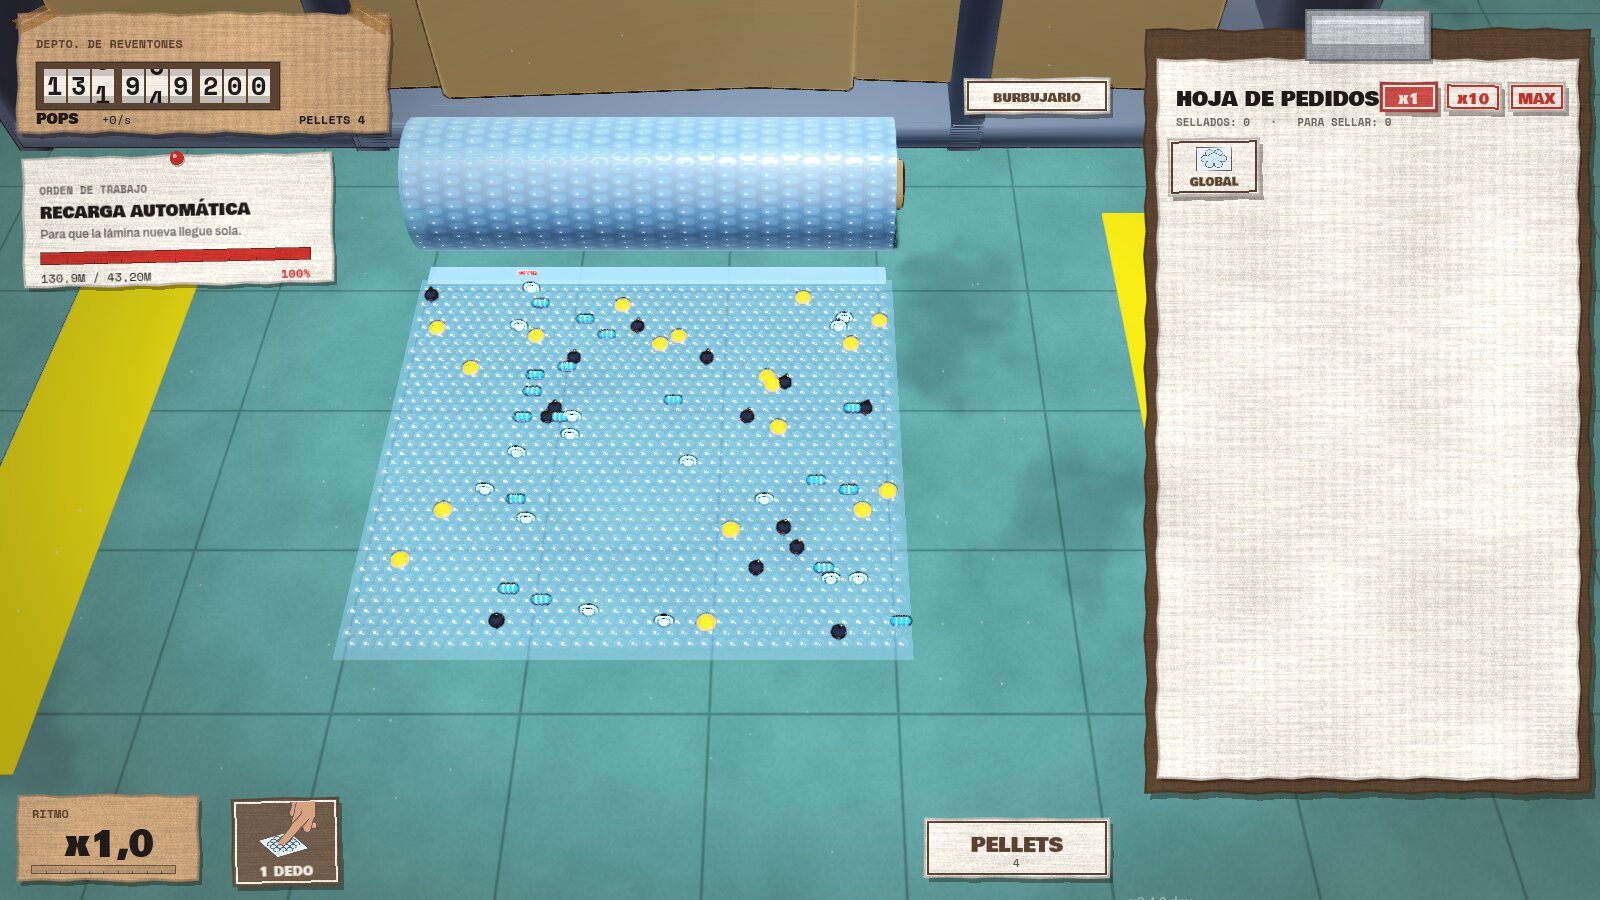 DEPTO. DE REVENTONES
POPS +0/s PELLETS 4
ORDEN DE TRABAJO
RECARGA AUTOMÁTICA
Para que la lámina nueva llegue sola.
130.9M / 43.20M 100%
BURBUJARIO
HOJA DE PEDIDOS x1 x10 MAX
SELLADOS: 0 · PARA SELLAR: 0
GLOBAL
RITMO
x1,0
1 DEDO
PELLETS
4